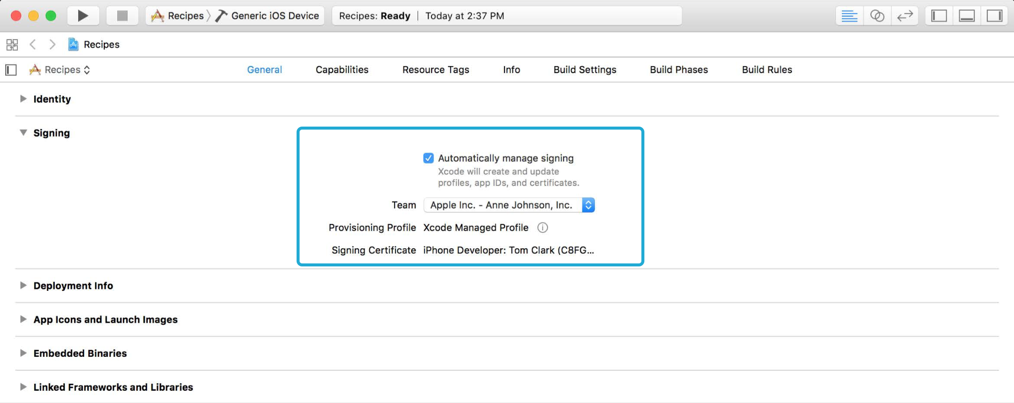 Recipes Generic iOS Device Recipes: Ready Today at 2:37 PM
Recipes
Recipes General Capabilities Resource Tags Info Build Settings Build Phases Build Rules
Identity
Signing
Automatically manage signing
Xcode will create and update
profiles, app IDs, and certificates.
Team Apple Inc. - Anne Johnson, Inc.
Provisioning Profile Xcode Managed Profile
Signing Certificate iPhone Developer: Tom Clark (C8FG...
Deployment Info
App Icons and Launch Images
Embedded Binaries
Linked Frameworks and Libraries